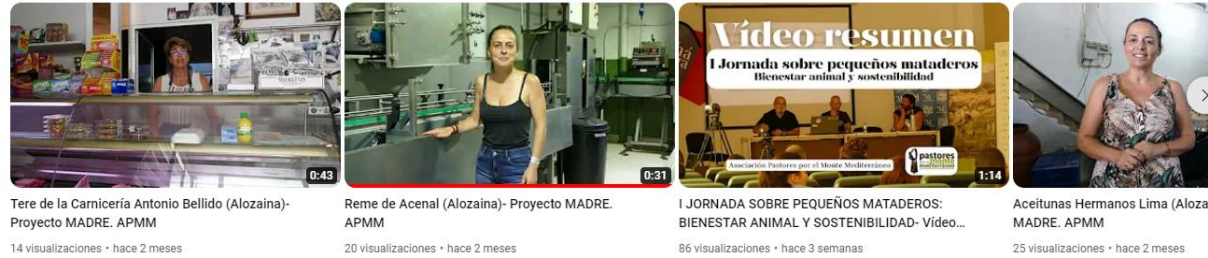 0:43
Tere de la Carnicería Antonio Bellido (Alozaina)-
Proyecto MADRE. APMM
14 visualizaciones • hace 2 meses
0:31
Reme de Acenal (Alozaina)- Proyecto MADRE.
APMM
20 visualizaciones • hace 2 meses
Vídeo resumen
I Jornada sobre pequeños mataderos
Bienestar animal y sostenibilidad
Asociación Pastores por el Monte Mediterráneo
pastores
1:14
I JORNADA SOBRE PEQUEÑOS MATADEROS:
BIENESTAR ANIMAL Y SOSTENIBILIDAD- Vídeo...
86 visualizaciones • hace 3 semanas
Aceitunas Hermanos Lima (Aloza
MADRE. APMM
25 visualizaciones • hace 2 meses